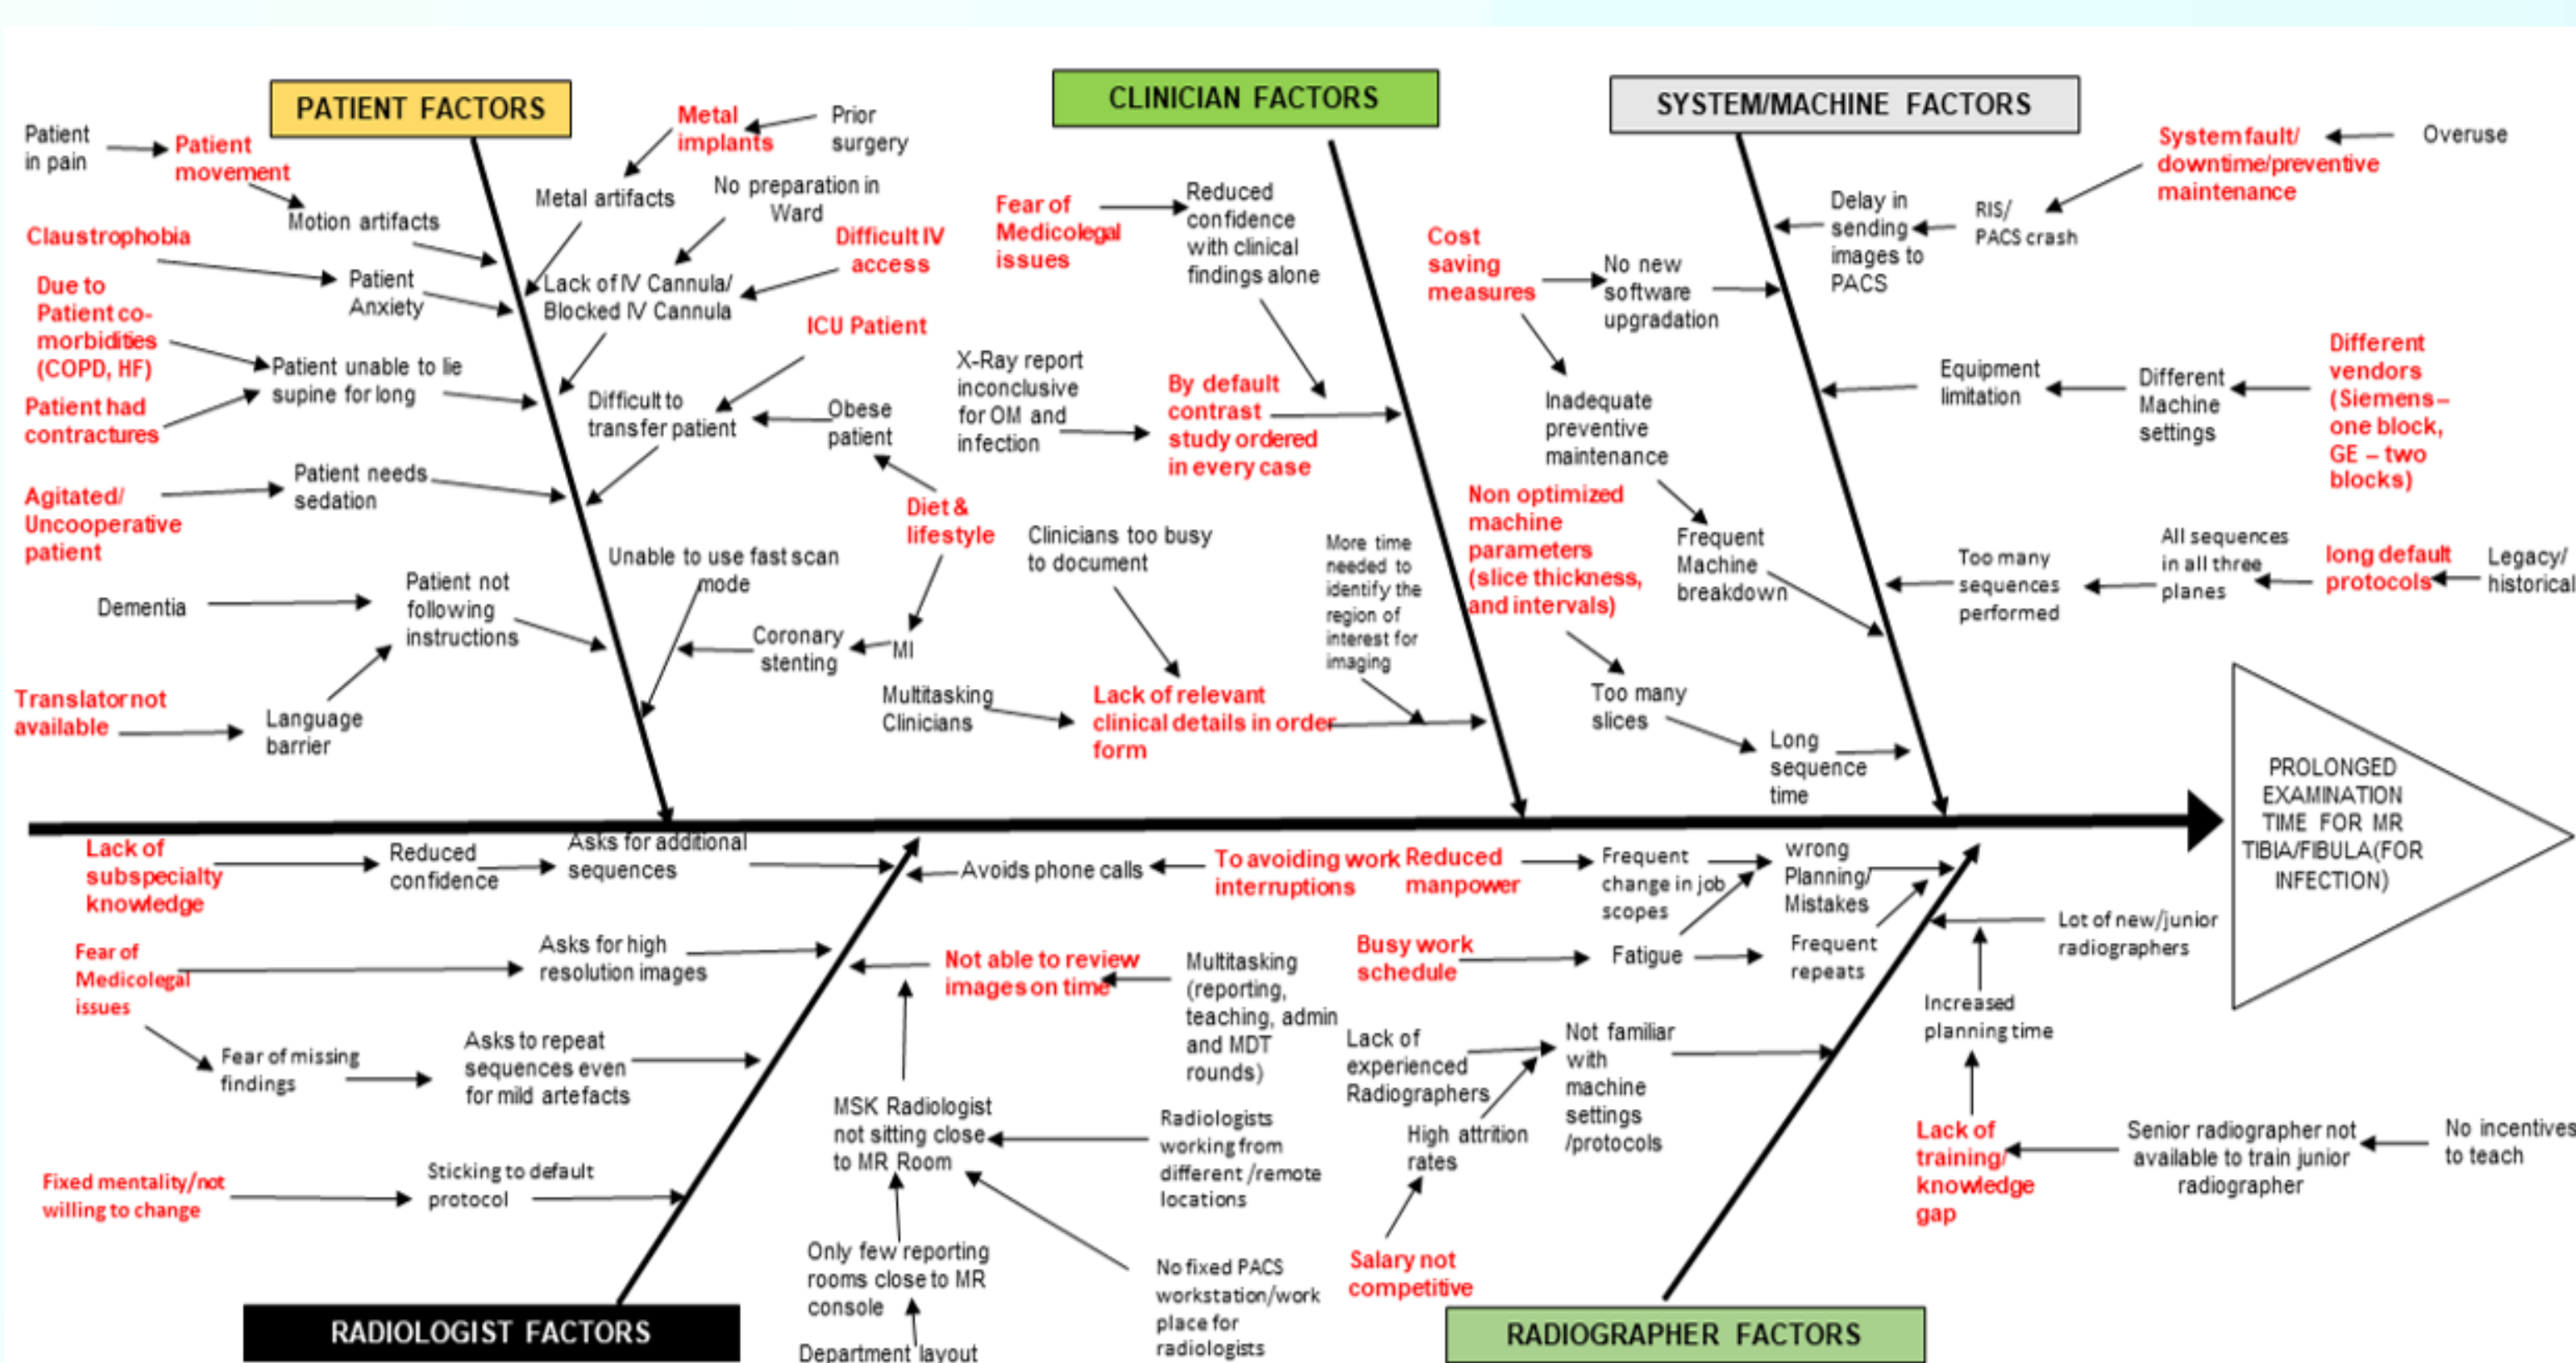 PATIENT FACTORS
Patient
in pain
Patient
movement
Motion artifacts
Claustrophobia
Patient
Anxiety
Due to
Patient co-
morbidities
(COPD, HF)
Patient had
contractures
Patient unable to lie
supine for long
Agitated/
Uncooperative
patient
Patient needs
sedation
Dementia
Patient not
following
instructions
Translator not
available
Language
barrier
Metal
implants
Prior
surgery
Metal artifacts
No preparation in
Ward
Difficult IV
access
Lack of IV Cannula/
Blocked IV Cannula
ICU Patient
Difficult to
transfer patient
Obese
patient
Diet &
lifestyle
Unable to use fast scan
mode
Coronary
stenting
MI
CLINICIAN FACTORS
Fear of
Medicolegal
issues
Reduced
confidence
with clinical
findings alone
X-Ray report
inconclusive
for OM and
infection
By default
contrast
study ordered
in every case
Clinicians too busy
to document
More time
needed to
identify the
region of
interest for
imaging
Multitasking
Clinicians
Lack of relevant
clinical details in order
form
SYSTEM/MACHINE FACTORS
Cost
saving
measures
No new
software
upgradation
Inadequate
preventive
maintenance
Frequent
Machine
breakdown
Non optimized
machine
parameters
(slice thickness,
and intervals)
Too many
slices
Long
sequence
time
Delay in
sending
images to
PACS
RIS/
PACS crash
System fault/
downtime/preventive
maintenance
Overuse
Equipment
limitation
Different
Machine
settings
Different
vendors
(Siemens –
one block,
GE – two
blocks)
Too many
sequences
performed
All sequences
in all three
planes
long default
protocols
Legacy/
historical
PROLONGED
EXAMINATION
TIME FOR MR
TIBIA/FIBULA(FOR
INFECTION)
Lack of
subspecialty
knowledge
Reduced
confidence
Asks for additional
sequences
Fear of
Medicolegal
issues
Asks for high
resolution images
Fear of missing
findings
Asks to repeat
sequences even
for mild artefacts
Fixed mentality/not
willing to change
Sticking to default
protocol
Avoids phone calls
To avoiding work
interruptions
Not able to review
images on time
Multitasking
(reporting,
teaching, admin
and MDT
rounds)
MSK Radiologist
not sitting close
to MR Room
Radiologists
working from
different /remote
locations
Only few reporting
rooms close to MR
console
Department layout
No fixed PACS
workstation/work
place for
radiologists
RADIOLOGIST FACTORS
Reduced
manpower
Frequent
change in job
scopes
wrong
Planning/
Mistakes
Busy work
schedule
Fatigue
Frequent
repeats
Lack of
experienced
Radiographers
Not familiar
with
machine
settings
/protocols
High attrition
rates
Salary not
competitive
Lot of new/junior
radiographers
Increased
planning time
Lack of
training/
knowledge
gap
Senior radiographer not
available to train junior
radiographer
No incentives
to teach
RADIOGRAPHER FACTORS